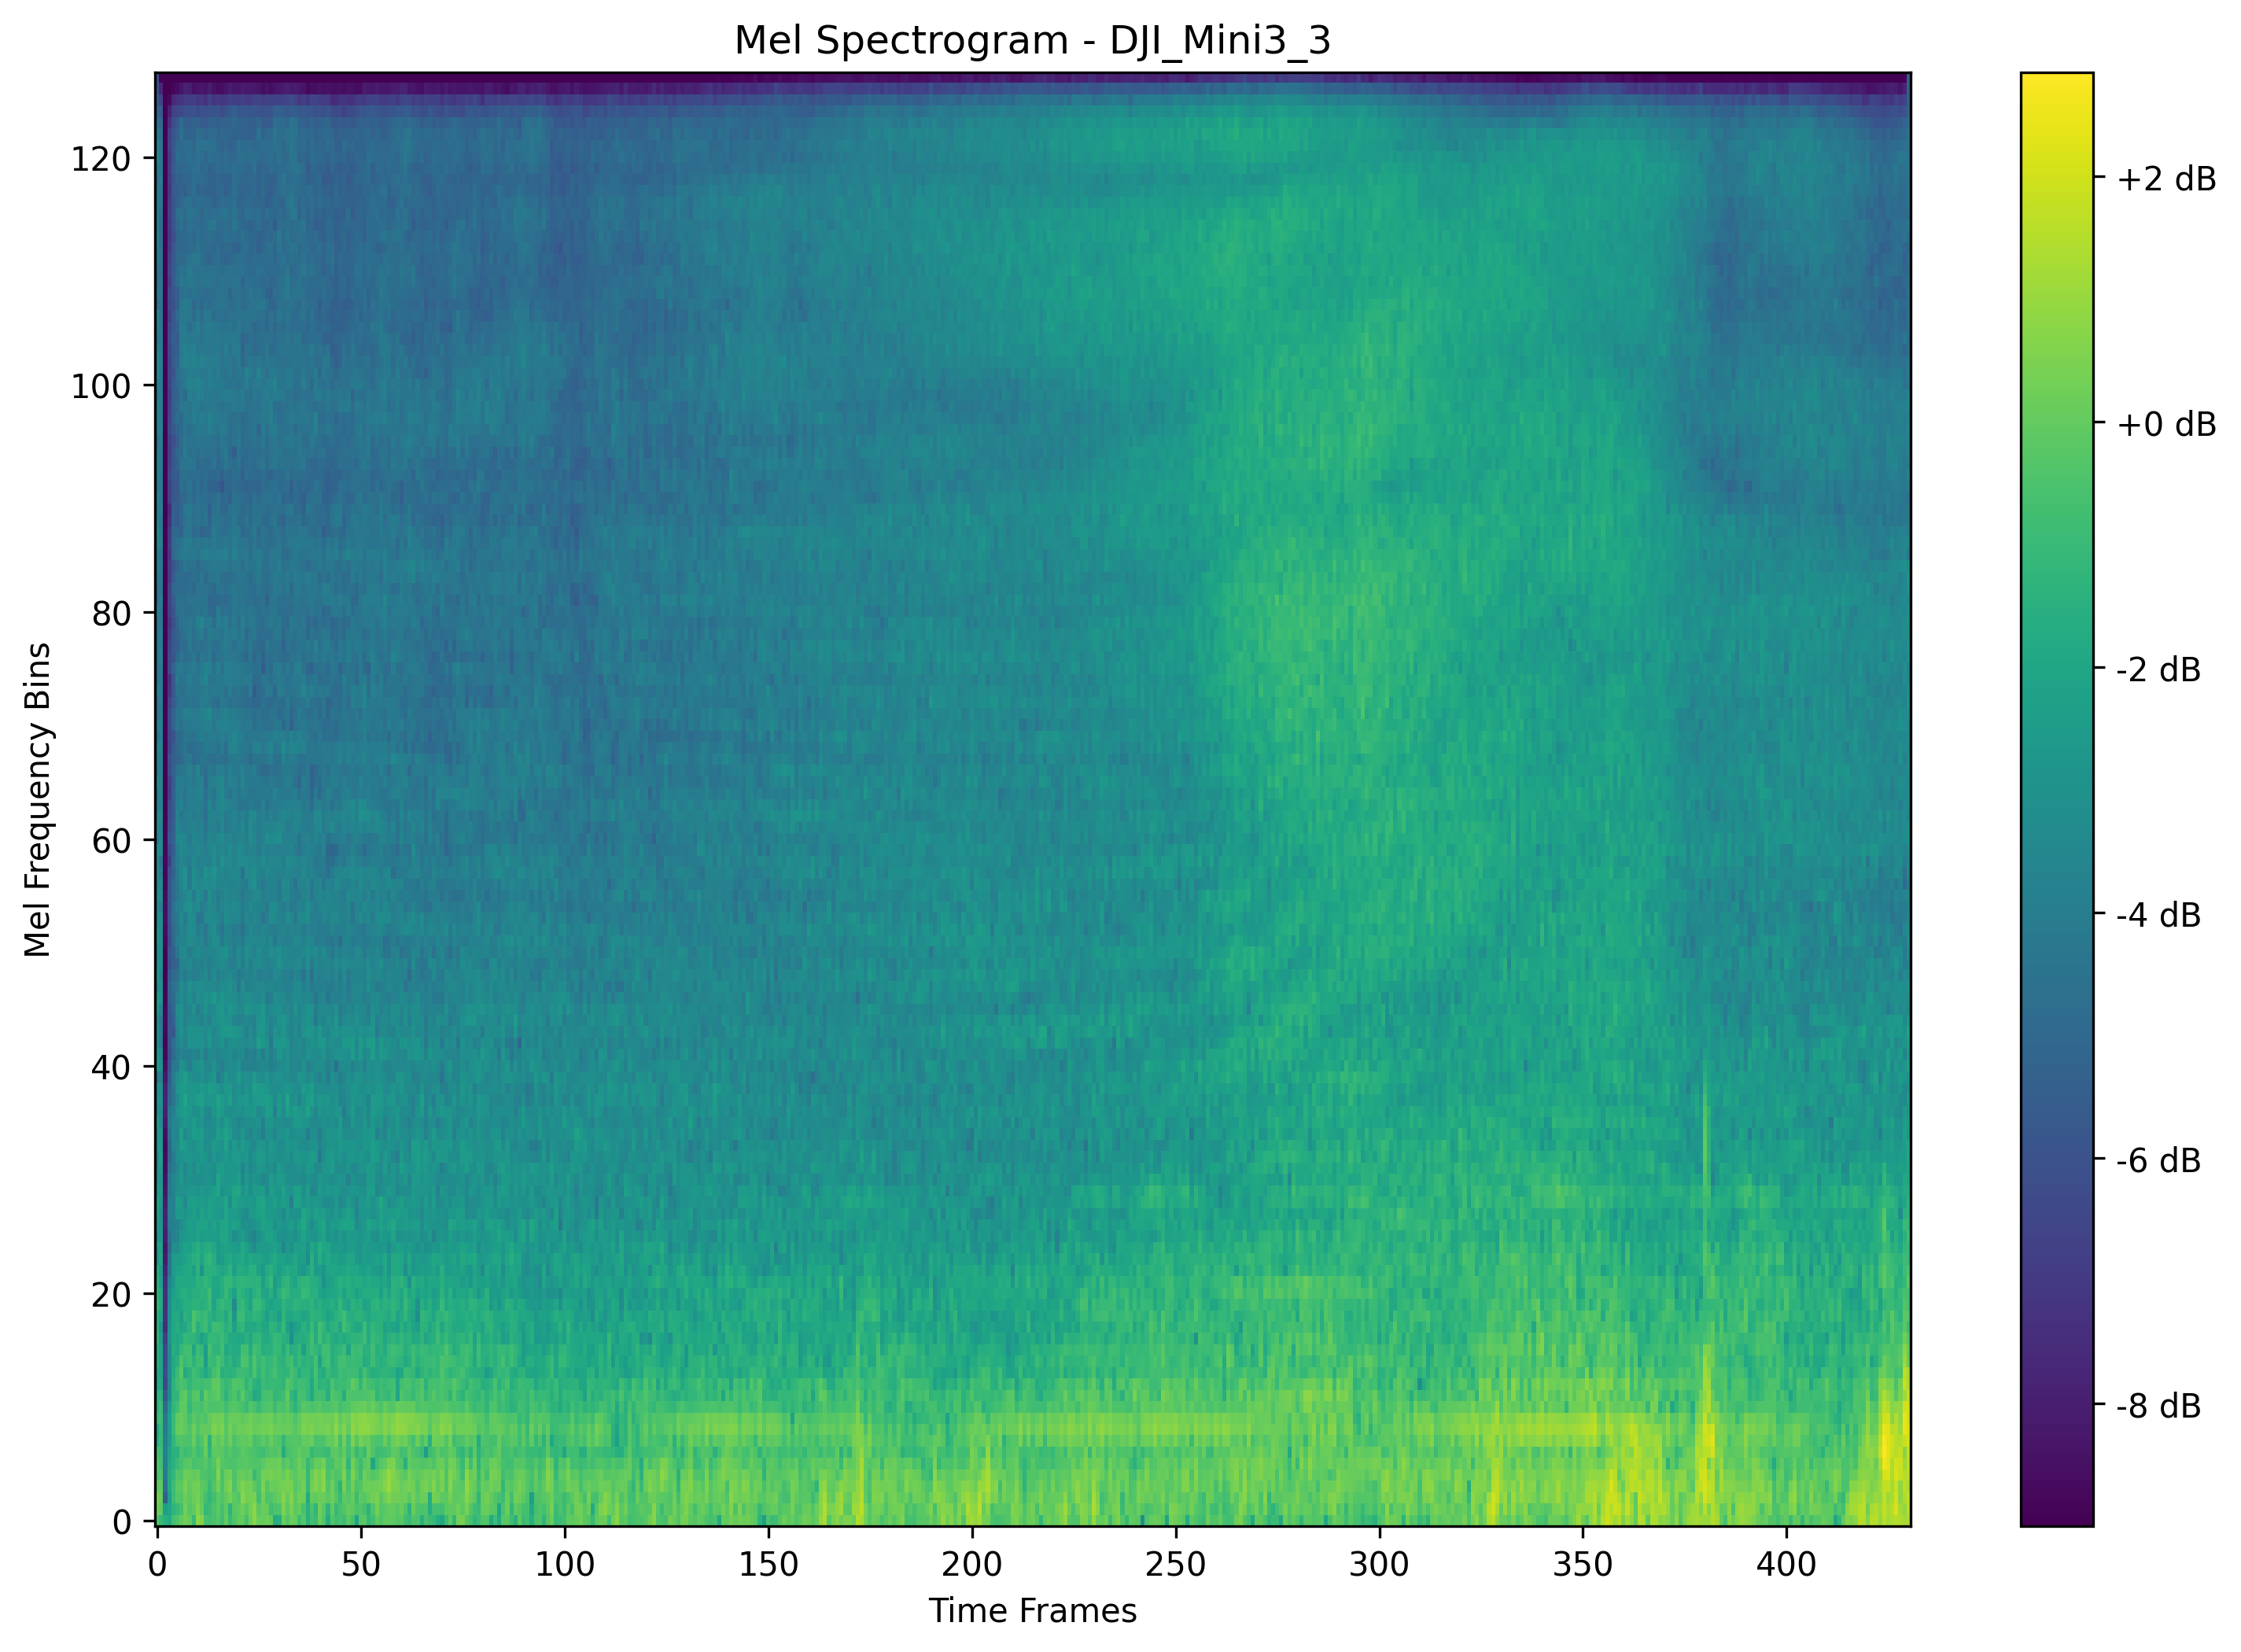 Mel Spectrogram - DJI_Mini3_3
120
100
80
60
40
20
0
Mel Frequency Bins
0 50 100 150 200 250 300 350 400
Time Frames
+2 dB
+0 dB
-2 dB
-4 dB
-6 dB
-8 dB